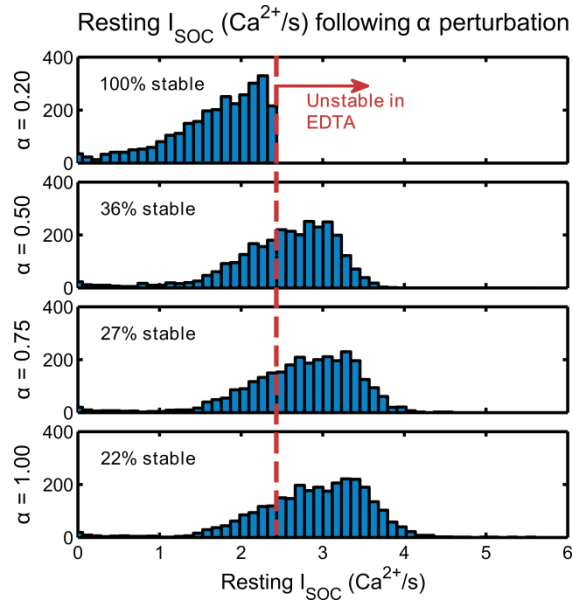 Resting I_SOC (Ca²⁺/s) following α perturbation
α = 0.20
400
200
0
100% stable
Unstable in
EDTA
α = 0.50
400
200
0
36% stable
α = 0.75
400
200
0
27% stable
α = 1.00
400
200
0
22% stable
0 1 2 3 4 5 6
Resting I_SOC (Ca²⁺/s)